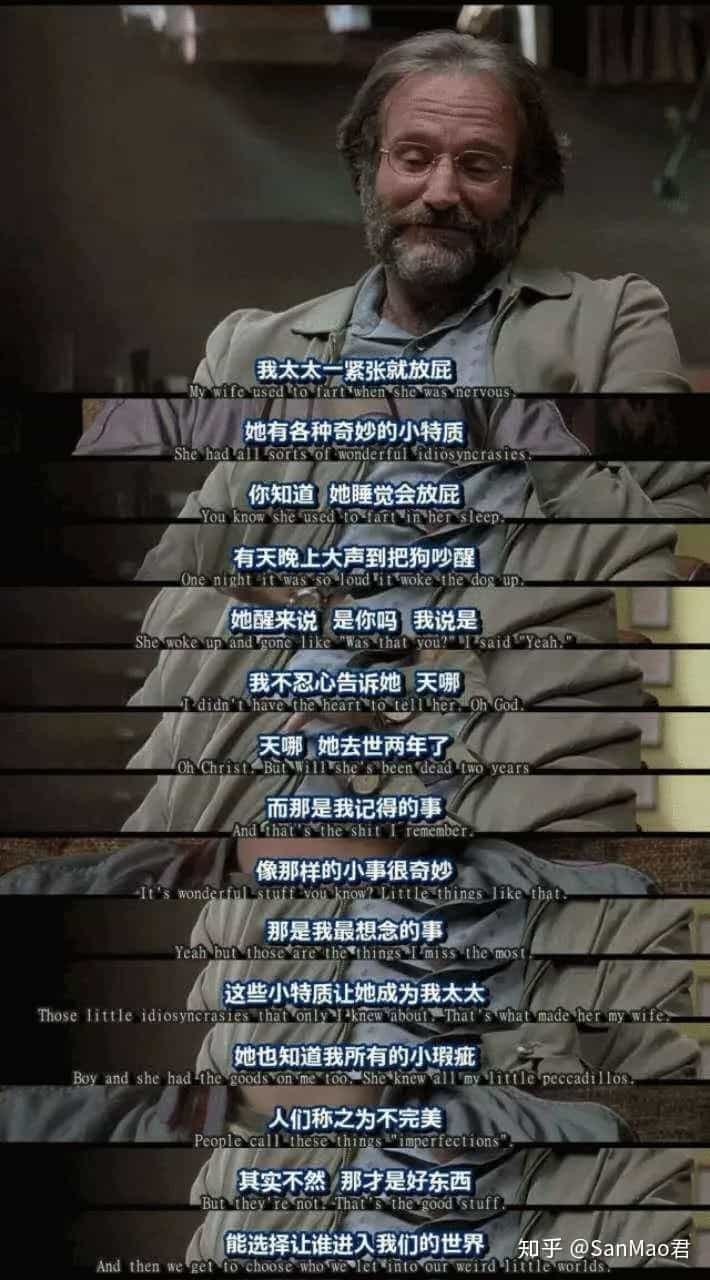 我太太一紧张就放屁
My wife used to fart when she was nervous.
她有各种奇妙的小特质
She had all sorts of wonderful idiosyncrasies.
你知道 她睡觉会放屁
You know she used to fart in her sleep.
有天晚上大声到把狗吵醒
One night it was so loud it woke the dog up.
她醒来说 是你吗 我说是
She woke up and gone like "Was that you?" I said "Yeah."
我不忍心告诉她 天哪
I didn't have the heart to tell her. Oh God.
天哪 她去世两年了
Oh Christ. But Will she's been dead two years
而那是我记得的事
And that's the shit I remember.
像那样的小事很奇妙
It's wonderful stuff you know? Little things like that.
那是我最想念的事
Yeah but those are the things I miss the most.
这些小特质让她成为我太太
Those little idiosyncrasies that only I knew about. That's what made her my wife.
她也知道我所有的小瑕疵
Boy and she had the goods on me too. She knew all my little peccadillos.
人们称之为不完美
People call these things "imperfections".
其实不然 那才是好东西
But they're not. That's the good stuff.
能选择让谁进入我们的世界
And then we get to choose who we let into our weird little worlds.
知乎 @SanMao君